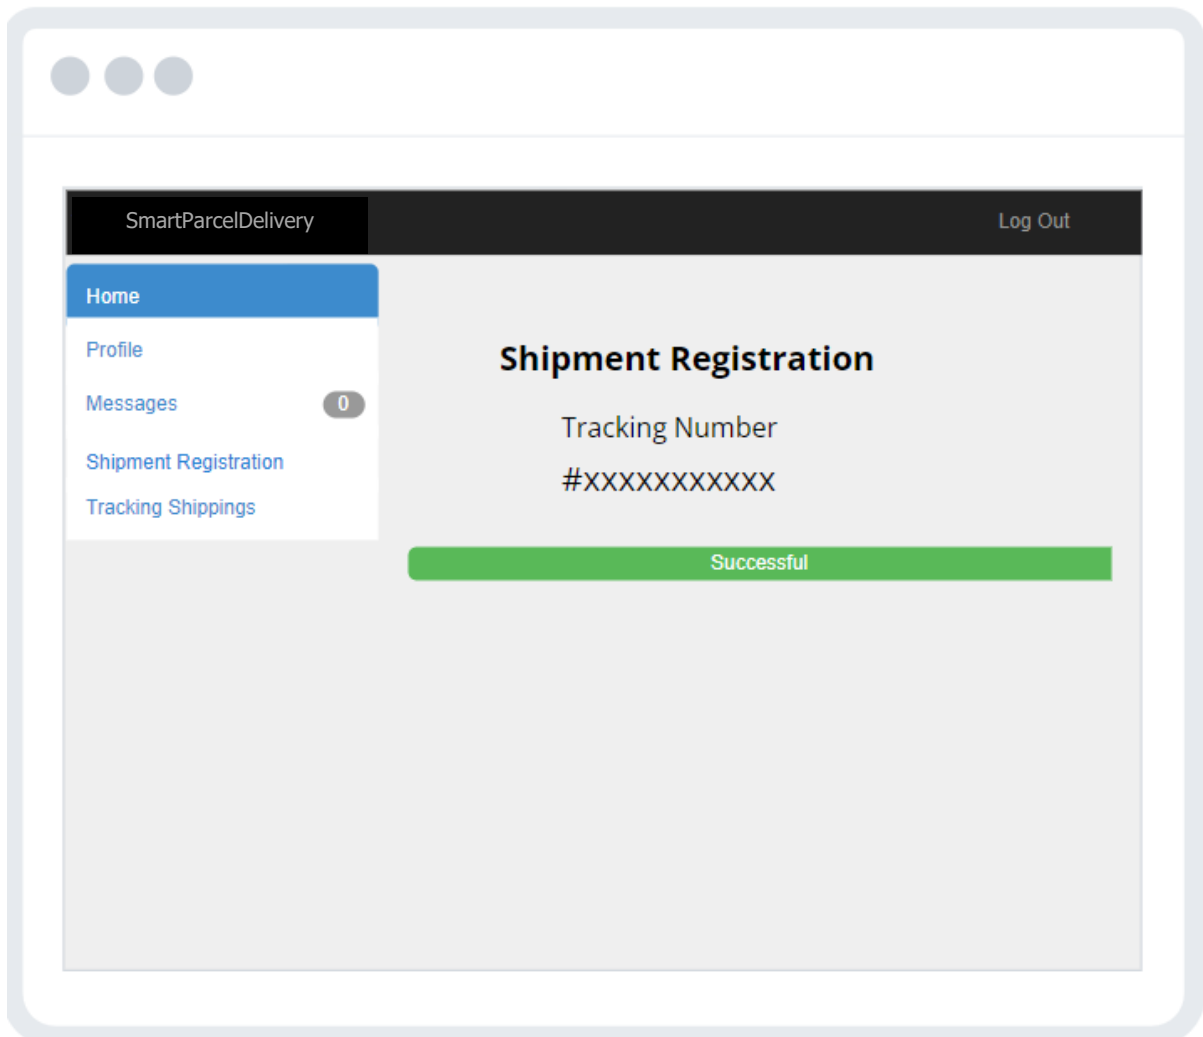 SmartParcelDelivery
Log Out
Home
Profile
Messages 0
Shipment Registration
Tracking Shippings
Shipment Registration
Tracking Number
#xxxxxxxxxxx
Successful